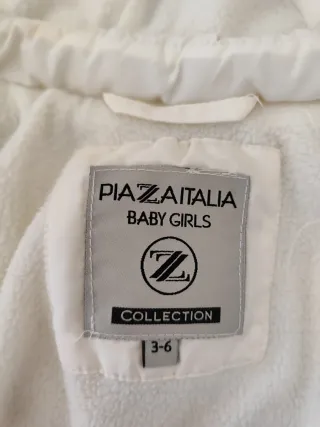 PIAZZAITALIA
BABY GIRLS
Z
COLLECTION
3-6